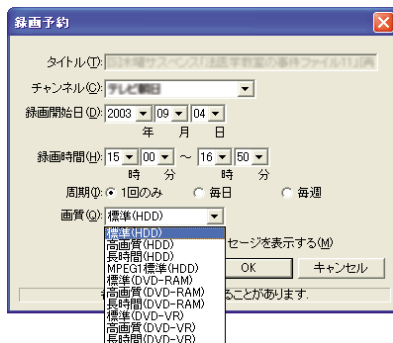 録画予約
タイトル(T):
チャンネル(C):
録画開始日(D): 2003 09 04
年 月 日
録画時間(H): 15 00 ～ 16 50
時 分 時 分
周期(I): 1回のみ 毎日 毎週
画質(Q): 標準(HDD)
標準(HDD)
高画質(HDD)
長時間(HDD)
MPEG1標準(HDD)
標準(DVD-RAM)
高画質(DVD-RAM)
長時間(DVD-RAM)
標準(DVD-VR)
高画質(DVD-VR)
長時間(DVD-VR)
セージを表示する(M)
OK キャンセル
ることがあります.